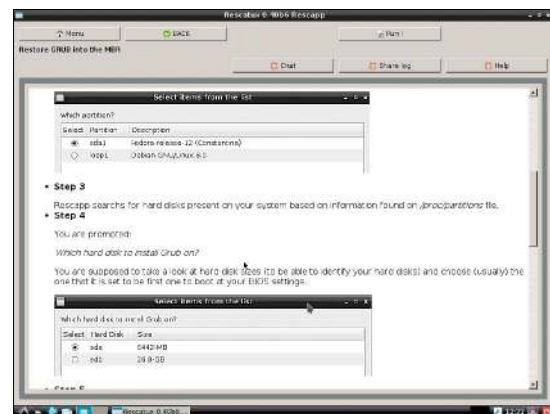 Rescatux 0.40b6 Rescapp
Menu
BACK
Run !
Restore GRUB into the MBR
Chat
Share log
Help
Select items from the list
Which partition?
Select Partition Description
sda1 Fedora release 12 (Constantine)
loop1 Debian GNU/Linux 6.0
Step 3
Rescapp searchs for hard disks present on your system based on information found on /proc/partitions file.
Step 4
You are prompted:
Which hard disk to install Grub on?
You are supposed to take a look at hard disk sizes (to be able to identify your hard disks) and choose (usually) the
one that it is set to be first one to boot at your BIOS settings.
Select items from the list
Which hard disk to install Grub on?
Select Hard Disk Size
sda 8442 MB
sdb
Step 5
Rescatux 0.40b6 ...